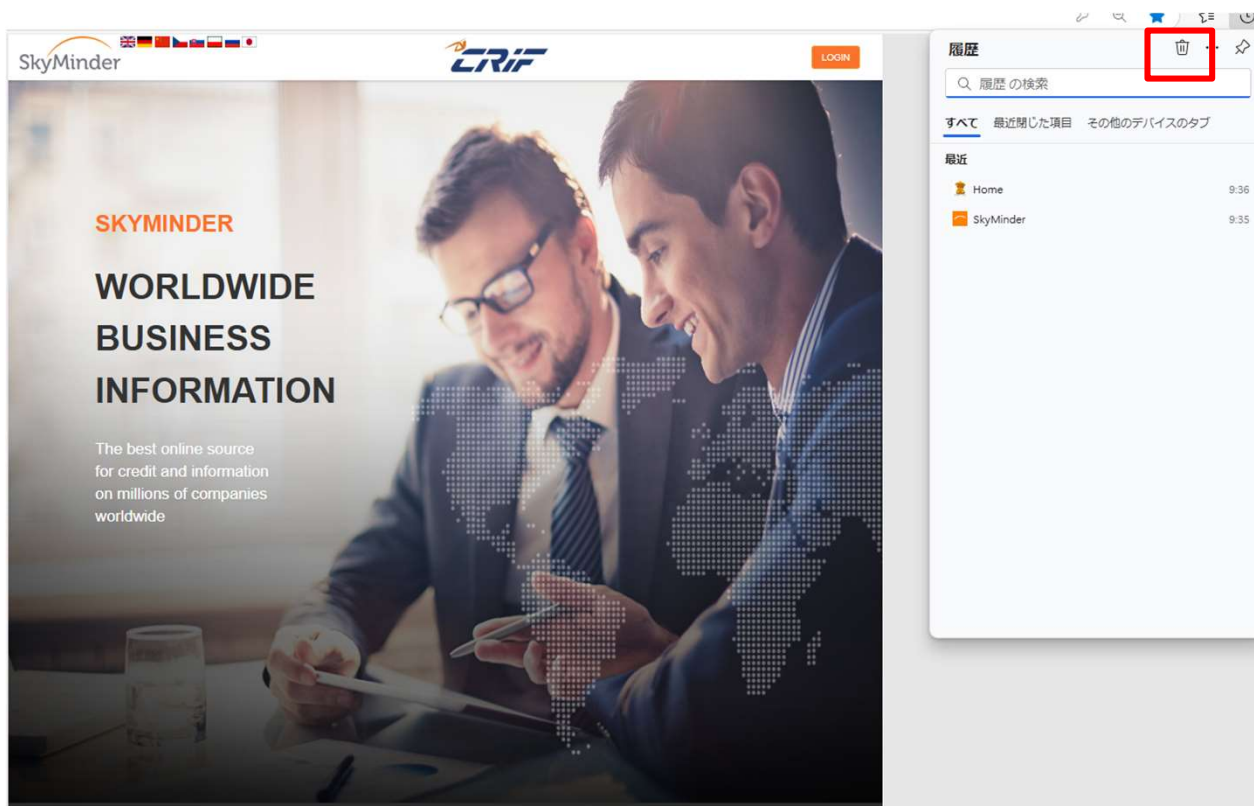 SkyMinder
CRIF
LOGIN
SKYMINDER
WORLDWIDE
BUSINESS
INFORMATION
The best online source
for credit and information
on millions of companies
worldwide
履歴
履歴 の検索
すべて 最近閉じた項目 その他のデバイスのタブ
最近
Home 9:36
SkyMinder 9:35